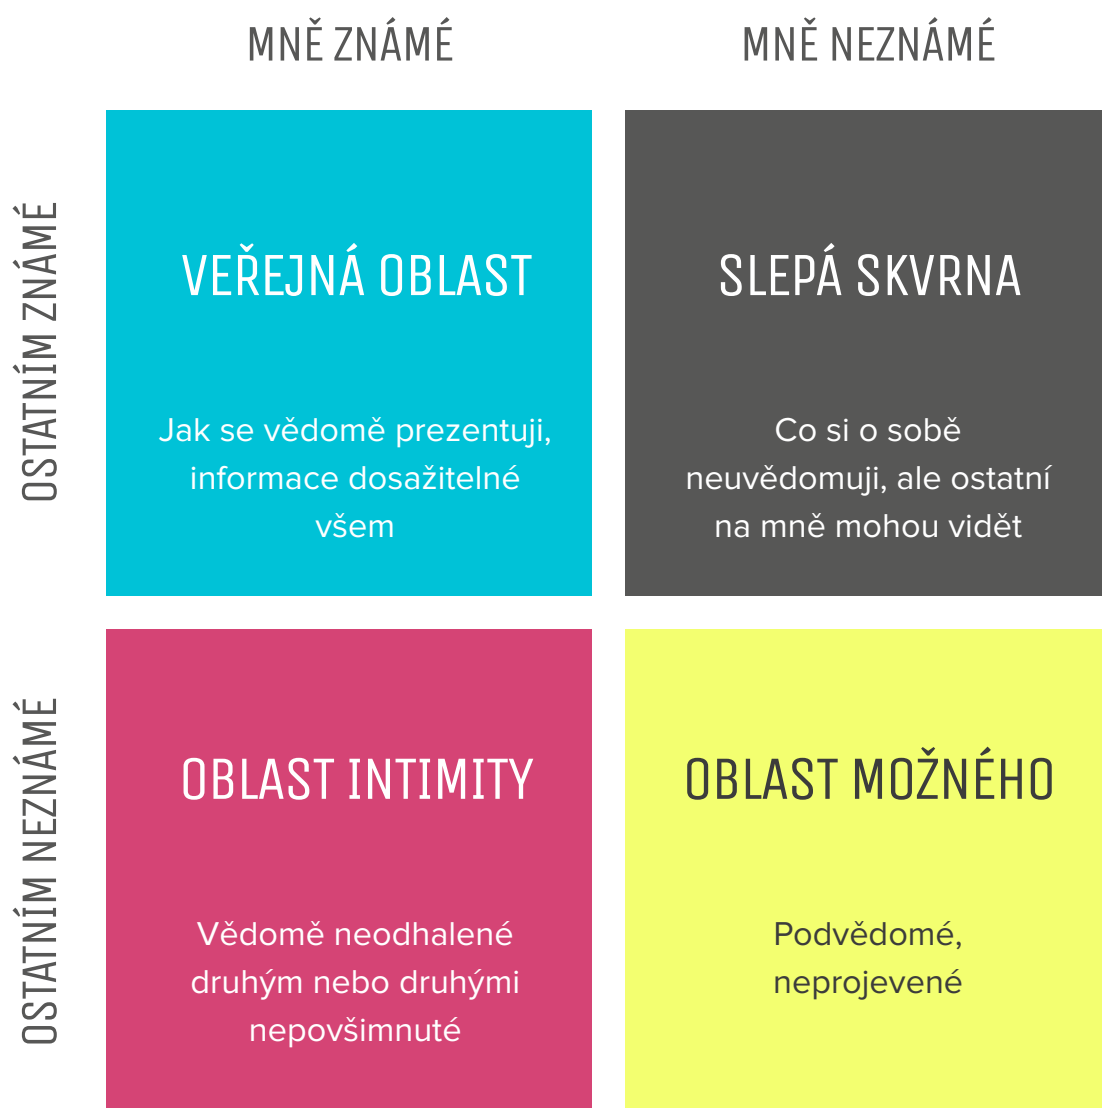 MNĚ ZNÁMÉ
MNĚ NEZNÁMÉ
OSTATNÍM ZNÁMÉ
VEŘEJNÁ OBLAST
Jak se vědomě prezentuji,
informace dosažitelné
všem
SLEPÁ SKVRNA
Co si o sobě
neuvědomuji, ale ostatní
na mně mohou vidět
OSTATNÍM NEZNÁMÉ
OBLAST INTIMITY
Vědomě neodhalené
druhým nebo druhými
nepovšimnuté
OBLAST MOŽNÉHO
Podvědomé,
neprojevené